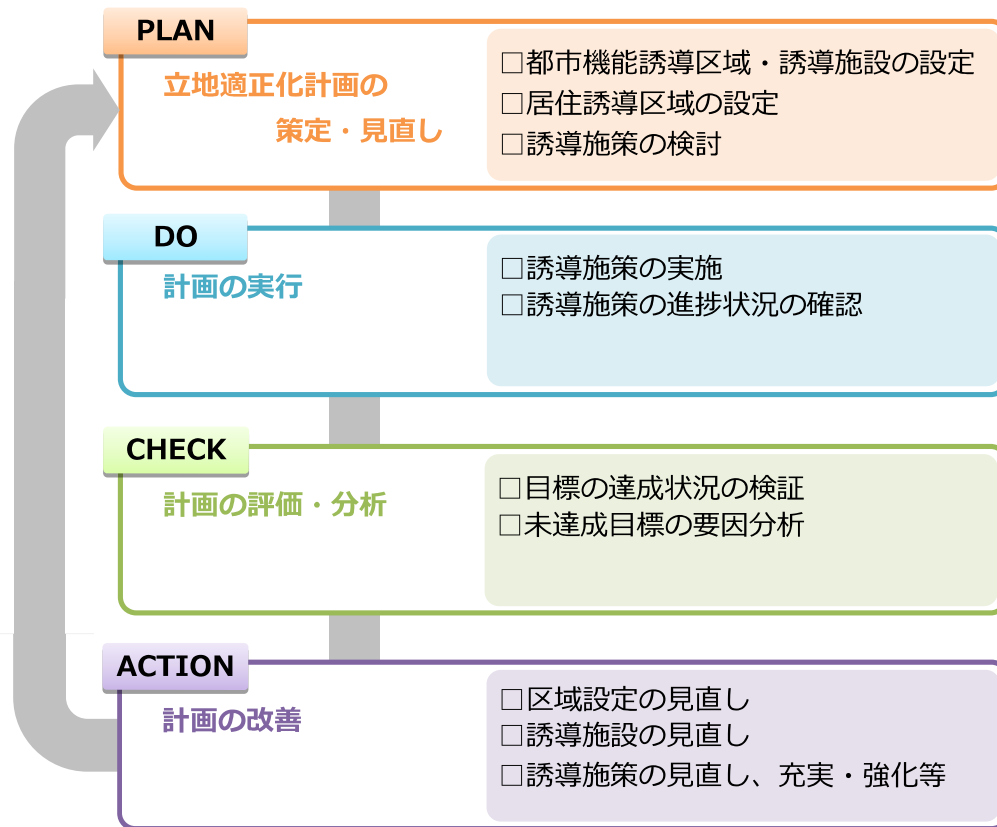 PLAN
立地適正化計画の
策定・見直し
□都市機能誘導区域・誘導施設の設定
□居住誘導区域の設定
□誘導施策の検討
DO
計画の実行
□誘導施策の実施
□誘導施策の進捗状況の確認
CHECK
計画の評価・分析
□目標の達成状況の検証
□未達成目標の要因分析
ACTION
計画の改善
□区域設定の見直し
□誘導施設の見直し
□誘導施策の見直し、充実・強化等